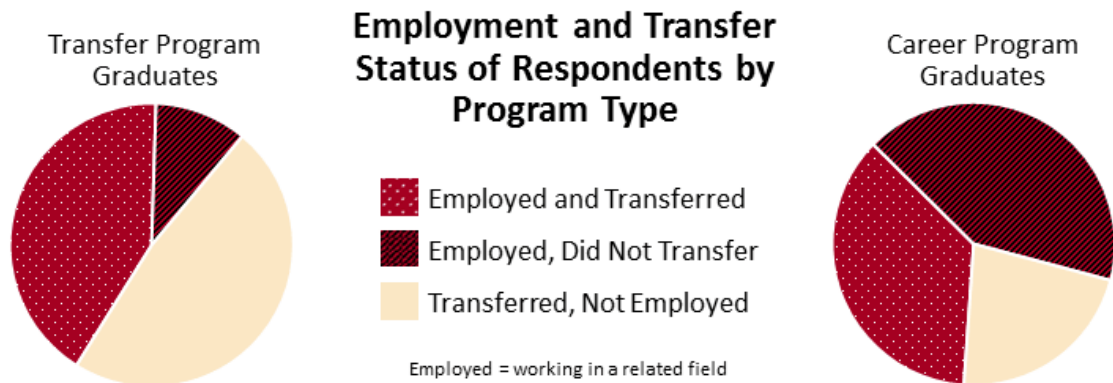 Transfer Program
Graduates
Employment and Transfer
Status of Respondents by
Program Type
Employed and Transferred
Employed, Did Not Transfer
Transferred, Not Employed
Employed = working in a related field
Career Program
Graduates